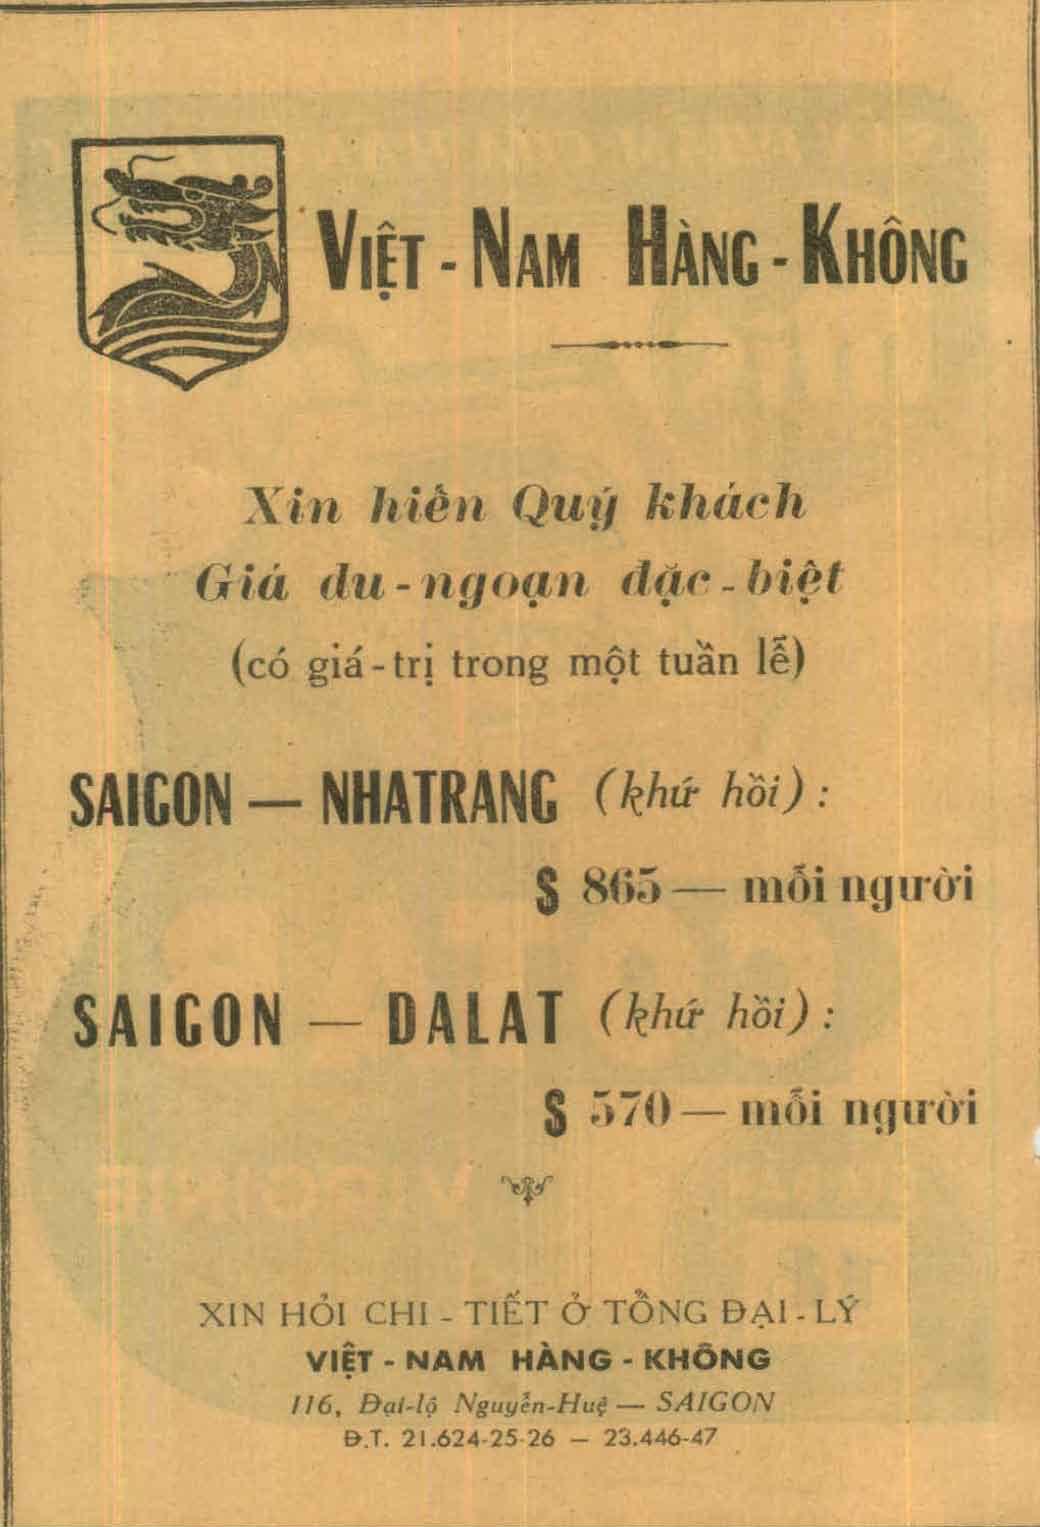 VIỆT - NAM HÀNG - KHÔNG
Xin hiến Quý khách
Giá du - ngoạn đặc - biệt
(có giá - trị trong một tuần lễ)
SAIGON — NHATRANG (khứ hồi) :
$ 865 — mỗi người
SAIGON — DALAT (khứ hồi) :
$ 570 — mỗi người
XIN HỎI CHI - TIẾT Ở TỔNG ĐẠI - LÝ
VIỆT - NAM HÀNG - KHÔNG
116, Đại-lộ Nguyễn-Huệ — SAIGON
Đ.T. 21.624-25-26 — 23.446-47